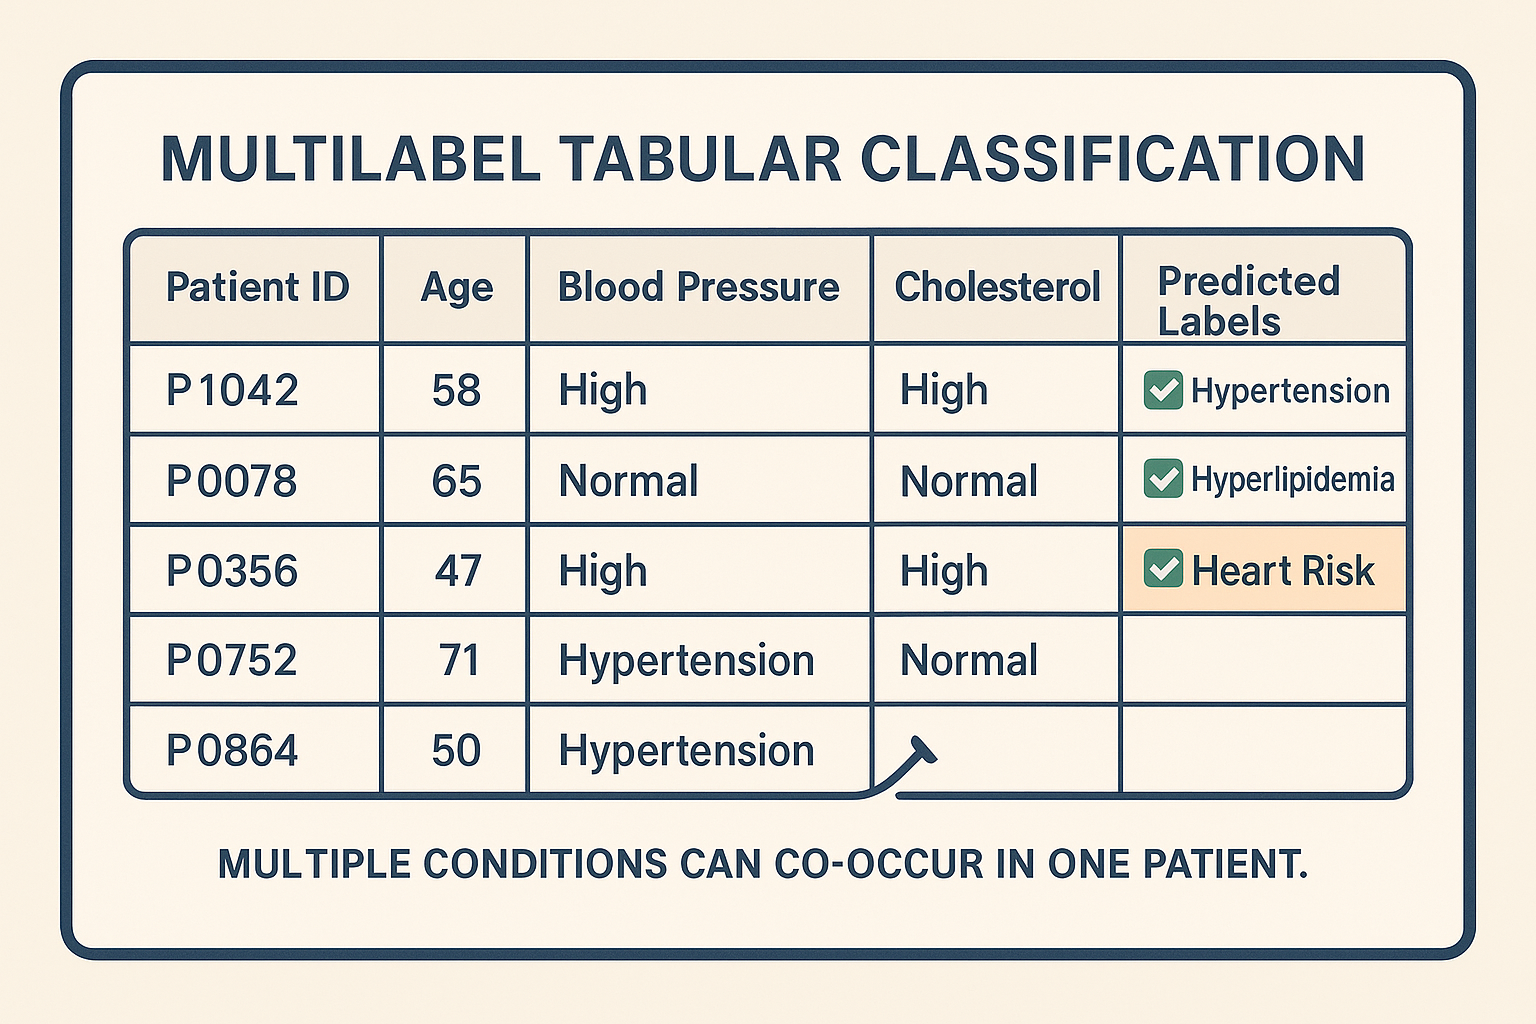 MULTILABEL TABULAR CLASSIFICATION
Patient ID Age Blood Pressure Cholesterol Predicted Labels
P1042 58 High High Hypertension
P0078 65 Normal Normal Hyperlipidemia
P0356 47 High High Heart Risk
P0752 71 Hypertension Normal
P0864 50 Hypertension
MULTIPLE CONDITIONS CAN CO-OCCUR IN ONE PATIENT.